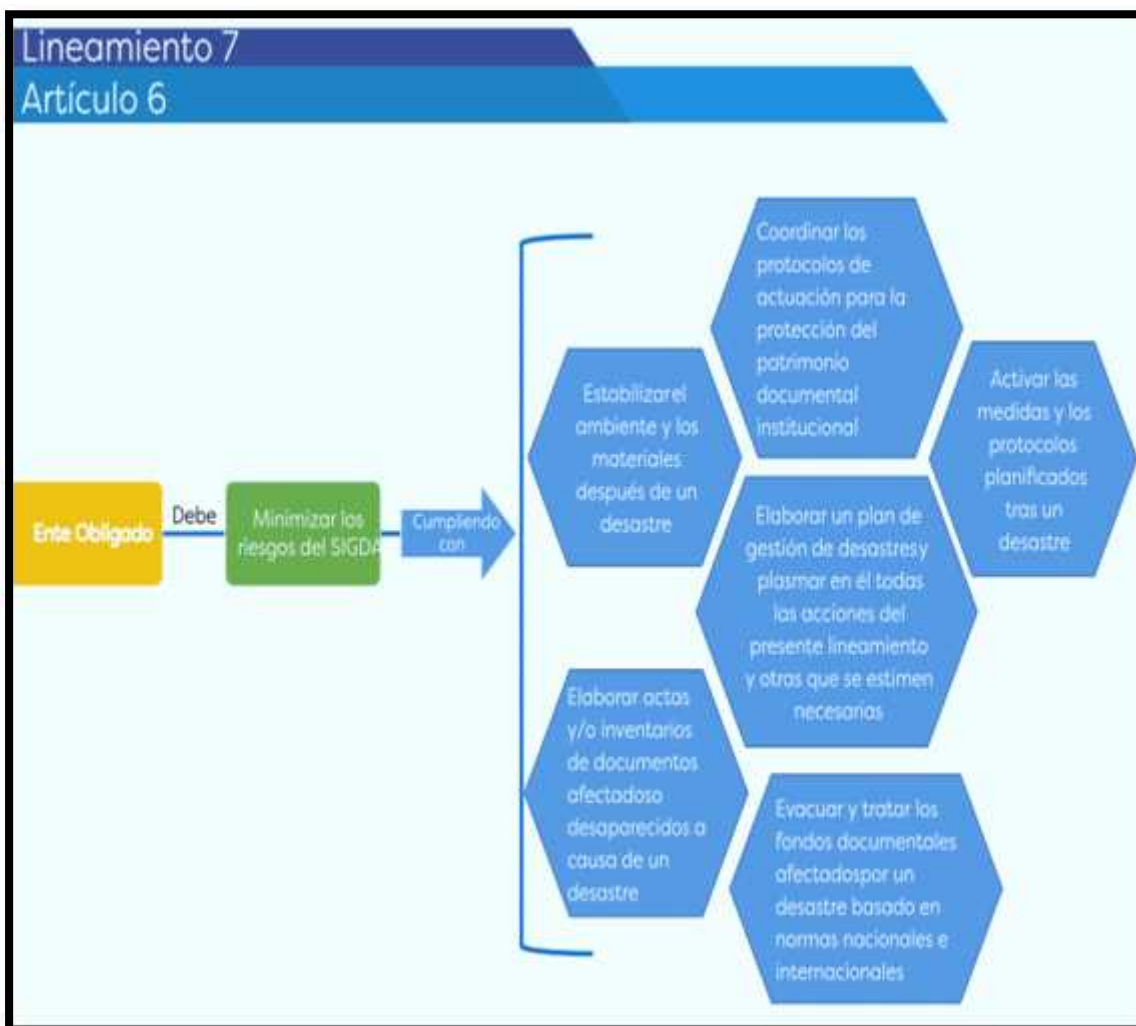 Lineamiento 7
Artículo 6
Ente Obligado
Debe
Minimizar los
riesgos del SIGDA
Cumpliendo
con
Estabilizarel
ambiente y los
materiales
después de un
desastre
Coordinar los
protocolos de
actuación para la
protección del
patrimonio
documental
institucional
Activar las
medidas y los
protocolos
planificados
tras un
desastre
Elaborar un plan de
gestión de desastresy
plasmar en él todas
las acciones del
presente lineamiento
y otras que se estimen
necesarias
Elaborar actas
y/o inventarios
de documentos
afectadoso
desaparecidos a
causa de un
desastre
Evacuar y tratar los
fondos documentales
afectadospor un
desastre basado en
normas nacionales e
internacionales